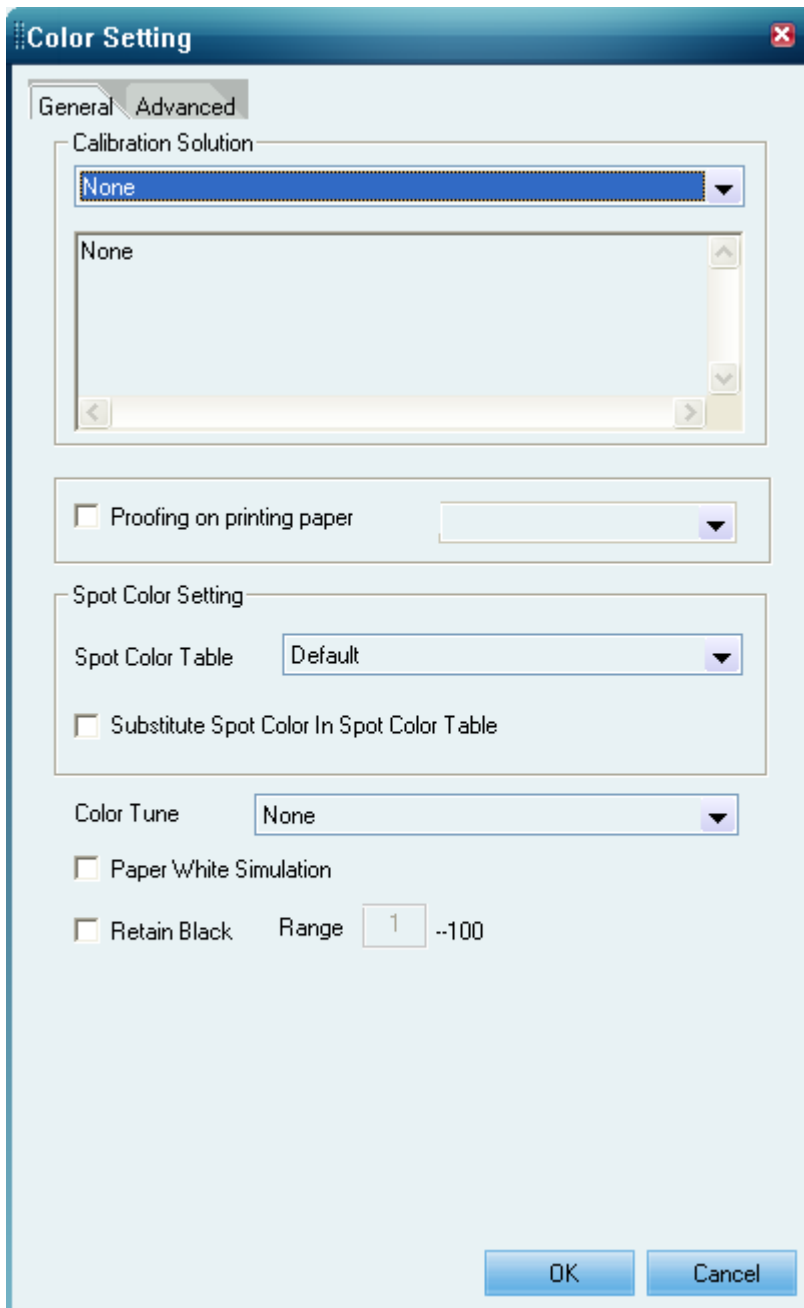 Color Setting
General Advanced
Calibration Solution
None
None
Proofing on printing paper
Spot Color Setting
Spot Color Table Default
Substitute Spot Color In Spot Color Table
Color Tune None
Paper White Simulation
Retain Black Range 1 --100
OK Cancel